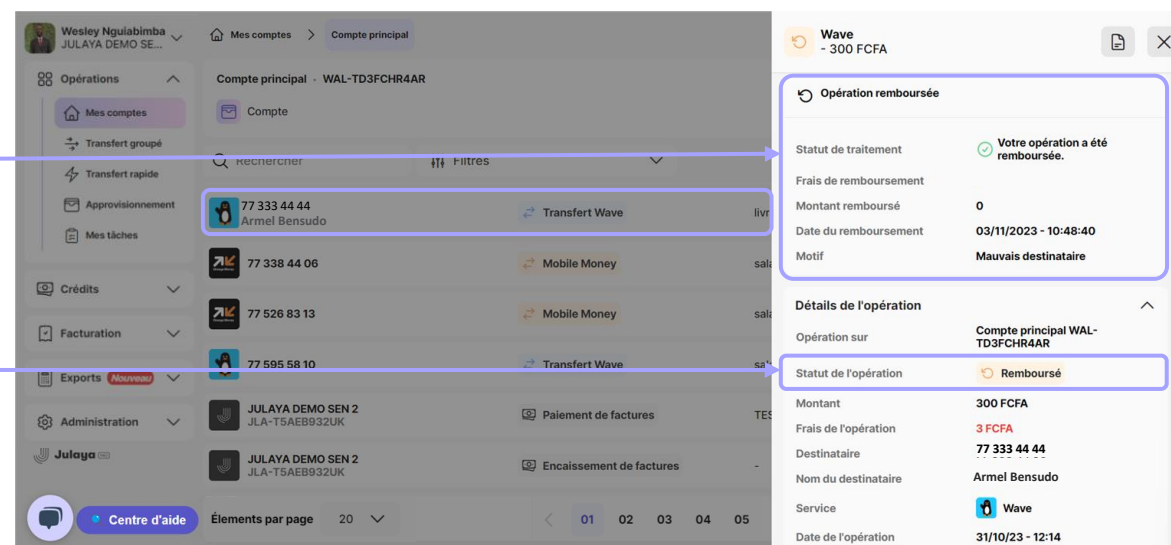 Wesley Nguiabimba
JULAYA DEMO SE...
Opérations
Mes comptes
Transfert groupé
Transfert rapide
Approvisionnement
Mes tâches
Crédits
Facturation
Exports Nouveau
Administration
Julaya
Centre d'aide
Mes comptes > Compte principal
Compte principal - WAL-TD3FCHR4AR
Compte
Rechercher
Filtres
77 333 44 44
Armel Bensudo
Transfert Wave
livr
77 338 44 06
Mobile Money
sala
77 526 83 13
Mobile Money
sala
77 595 58 10
Transfert Wave
JULAYA DEMO SEN 2
JLA-T5AEB932UK
Paiement de factures
TES
JULAYA DEMO SEN 2
JLA-T5AEB932UK
Encaissement de factures
-
Élements par page 20
01 02 03 04 05
Wave
- 300 FCFA
Opération remboursée
Statut de traitement
Votre opération a été
remboursée.
Frais de remboursement
Montant remboursé 0
Date du remboursement 03/11/2023 - 10:48:40
Motif Mauvais destinataire
Détails de l'opération
Opération sur
Compte principal WAL-
TD3FCHR4AR
Statut de l'opération Remboursé
Montant 300 FCFA
Frais de l'opération 3 FCFA
Destinataire 77 333 44 44
Nom du destinataire Armel Bensudo
Service Wave
Date de l'opération 31/10/23 - 12:14